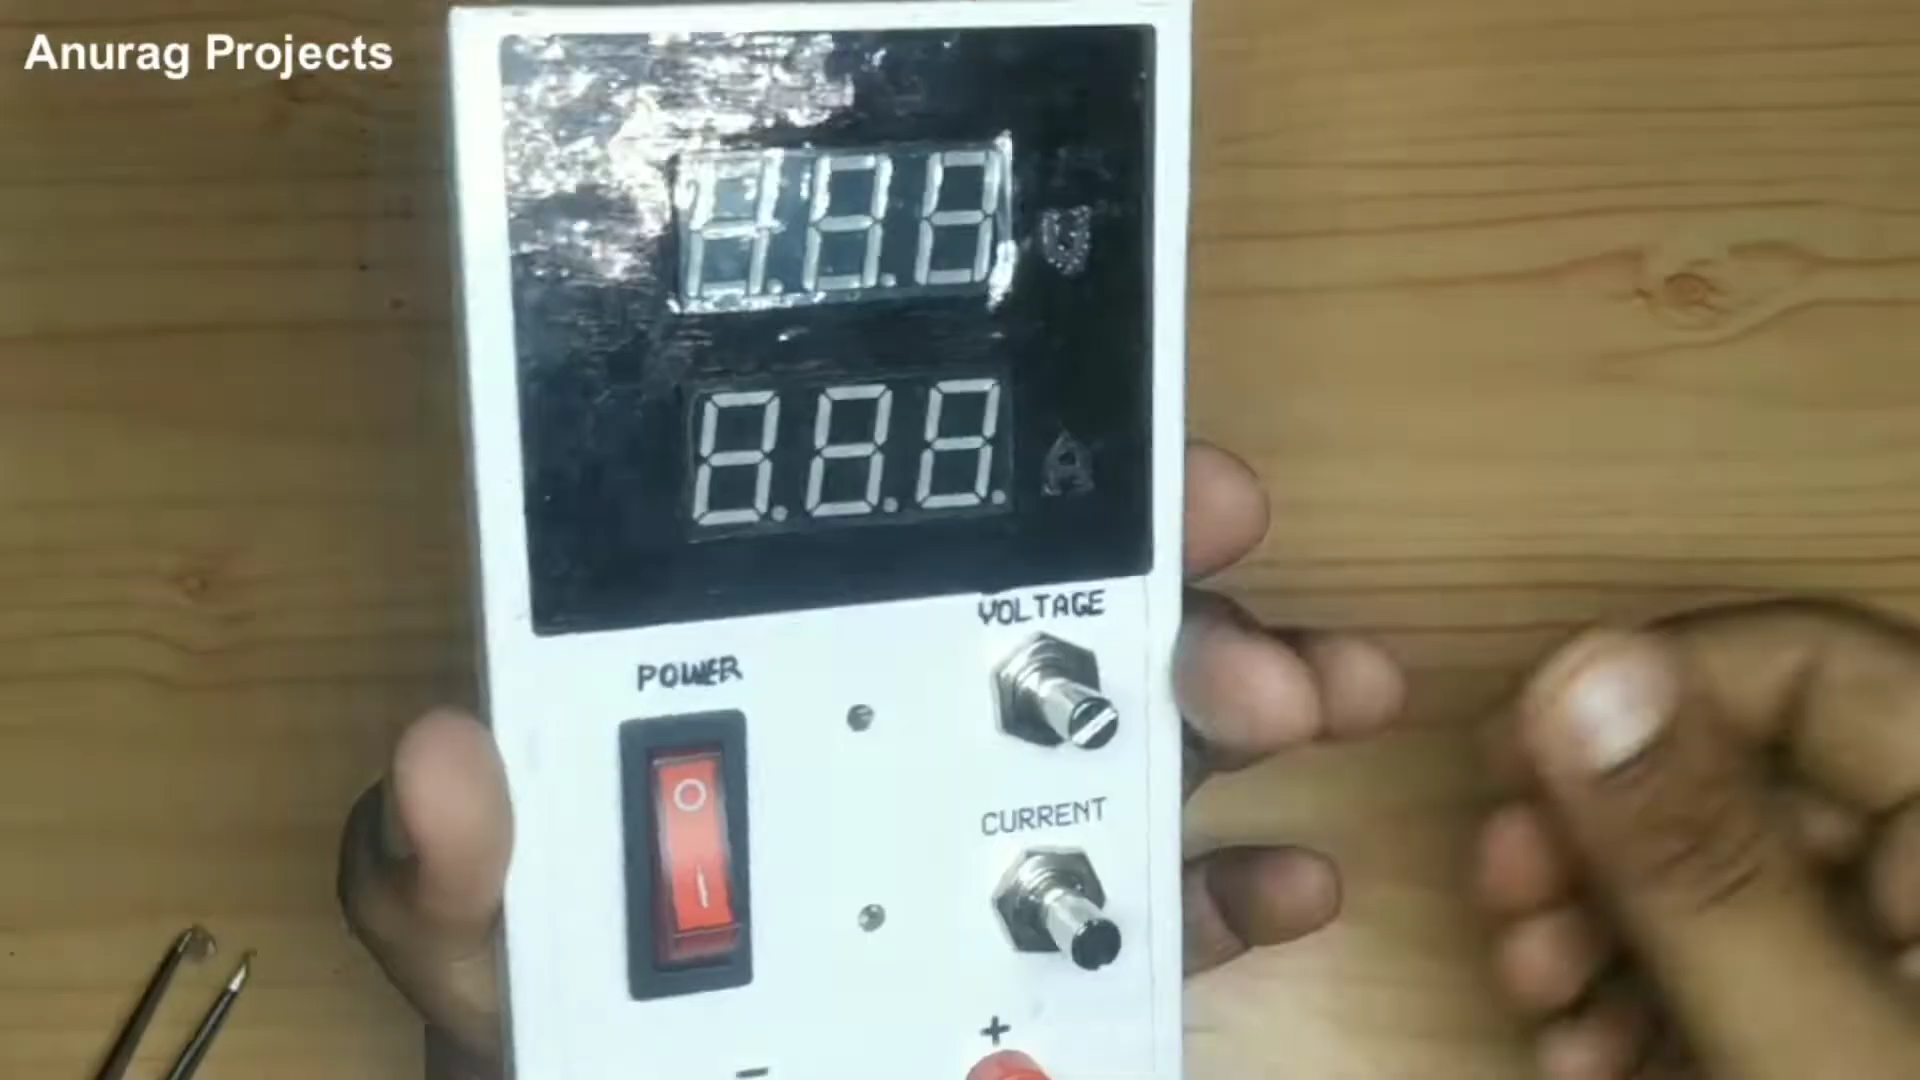 Anurag Projects
U
A
VOLTAGE
POWER
CURRENT
+
-